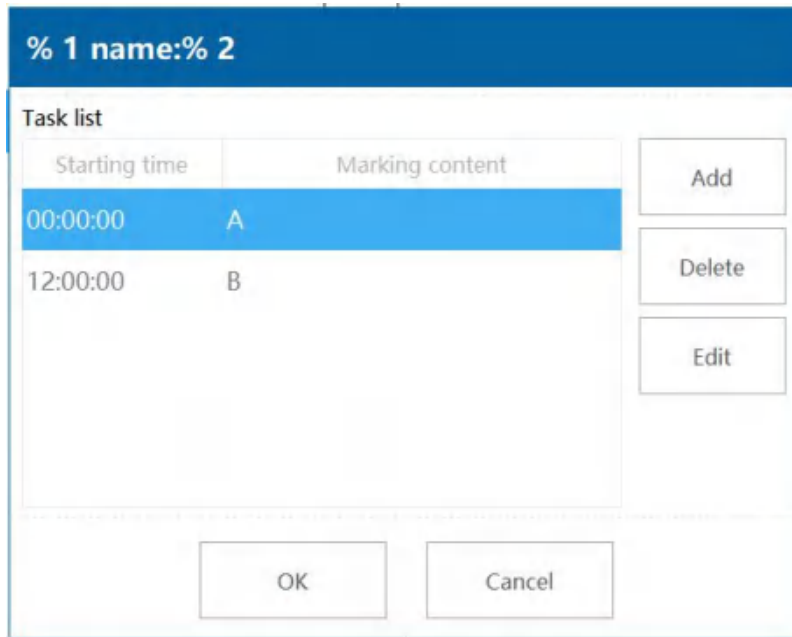 % 1 name:% 2
Task list
Starting time Marking content
Add
00:00:00 A
Delete
12:00:00 B
Edit
OK Cancel